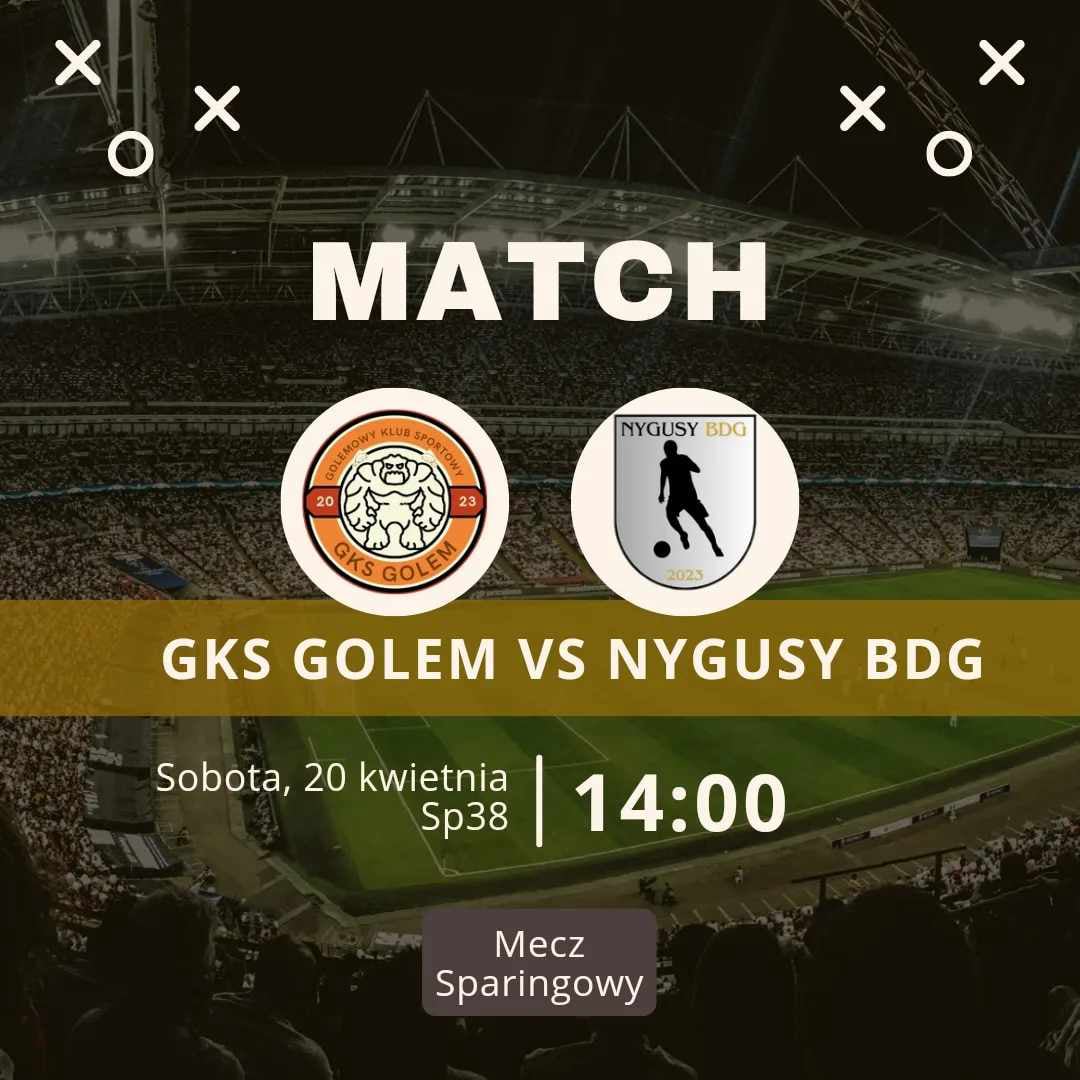 MATCH
GOLEMOWY KLUB SPORTOWY
20 23
GKS GOLEM
NYGUSY BDG
2023
GKS GOLEM VS NYGUSY BDG
Sobota, 20 kwietnia
Sp38
14:00
Mecz
Sparingowy